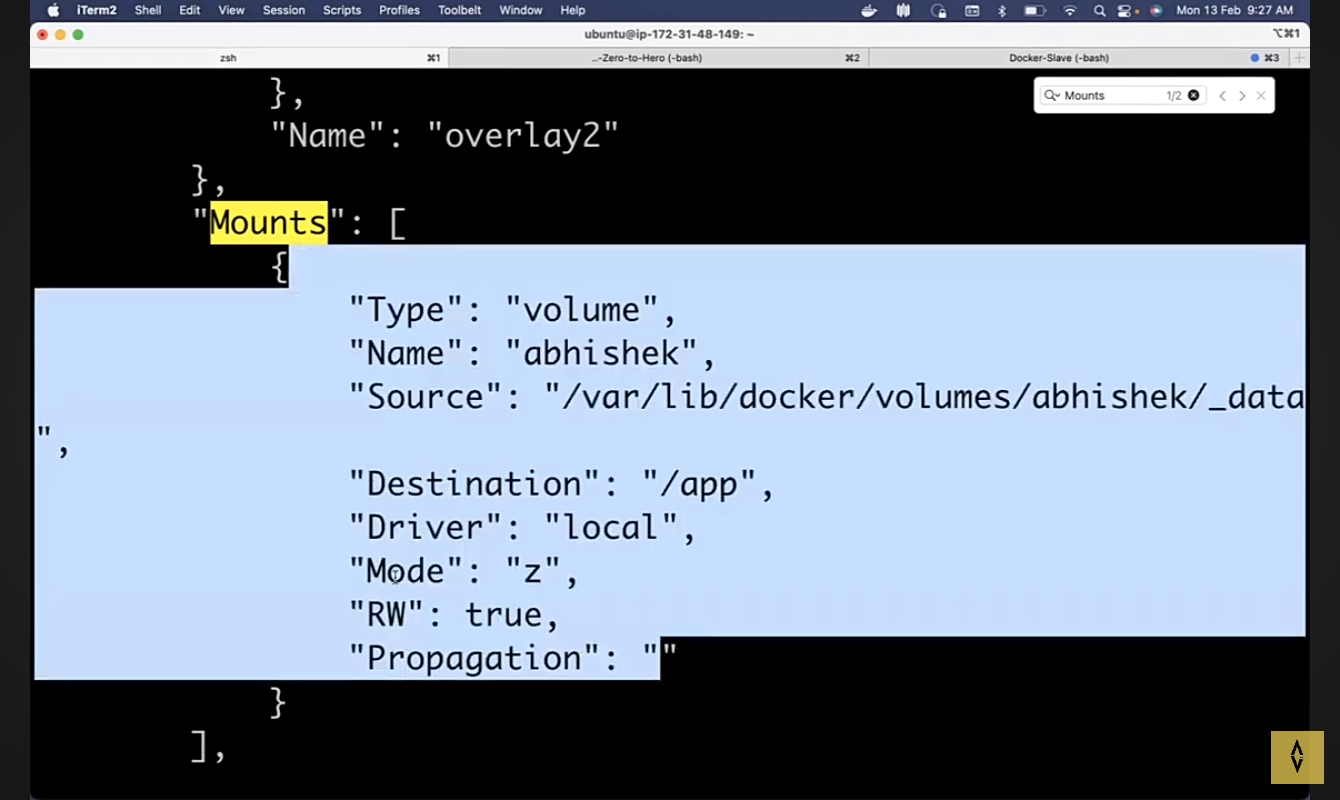 iTerm2 Shell Edit View Session Scripts Profiles Toolbelt Window Help Mon 13 Feb 9:27 AM
ubuntu@ip-172-31-48-149: ~ ⌥⌘1
zsh ⌘1 ..-Zero-to-Hero (-bash) ⌘2 Docker-Slave (-bash) ⌘3
Mounts 1/2
},
"Name": "overlay2"
},
"Mounts": [
{
"Type": "volume",
"Name": "abhishek",
"Source": "/var/lib/docker/volumes/abhishek/_data
",
"Destination": "/app",
"Driver": "local",
"Mode": "z",
"RW": true,
"Propagation": ""
}
],